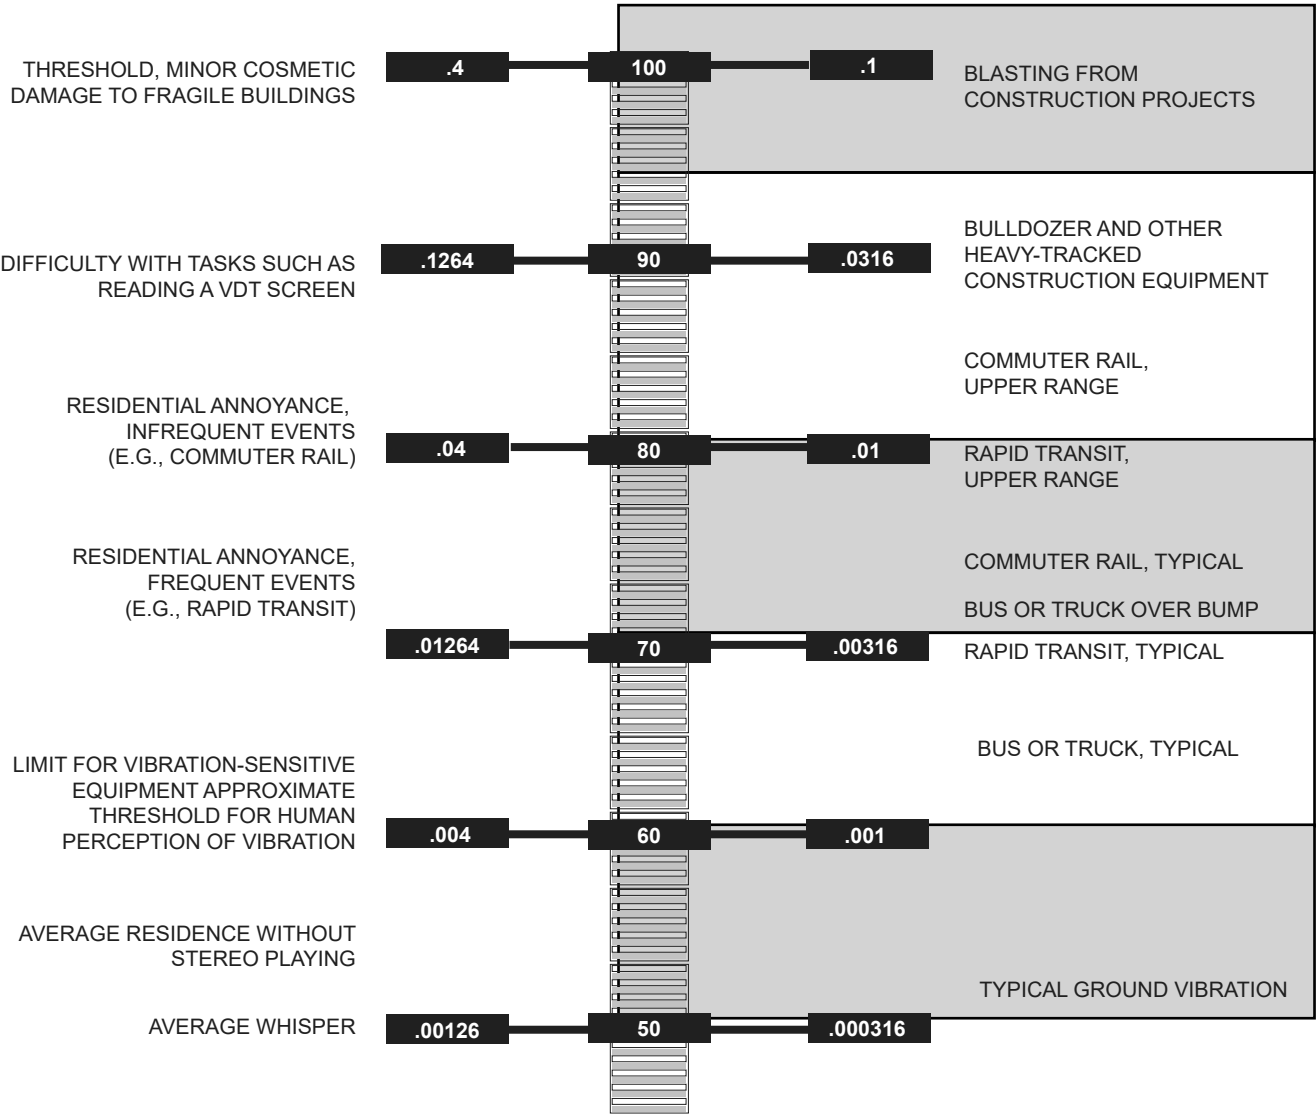 THRESHOLD, MINOR COSMETIC
DAMAGE TO FRAGILE BUILDINGS
.4
100
.1
BLASTING FROM
CONSTRUCTION PROJECTS
DIFFICULTY WITH TASKS SUCH AS
READING A VDT SCREEN
.1264
90
.0316
BULLDOZER AND OTHER
HEAVY-TRACKED
CONSTRUCTION EQUIPMENT
COMMUTER RAIL,
UPPER RANGE
RESIDENTIAL ANNOYANCE,
INFREQUENT EVENTS
(E.G., COMMUTER RAIL)
.04
80
.01
RAPID TRANSIT,
UPPER RANGE
RESIDENTIAL ANNOYANCE,
FREQUENT EVENTS
(E.G., RAPID TRANSIT)
COMMUTER RAIL, TYPICAL
BUS OR TRUCK OVER BUMP
.01264
70
.00316
RAPID TRANSIT, TYPICAL
BUS OR TRUCK, TYPICAL
LIMIT FOR VIBRATION-SENSITIVE
EQUIPMENT APPROXIMATE
THRESHOLD FOR HUMAN
PERCEPTION OF VIBRATION
.004
60
.001
AVERAGE RESIDENCE WITHOUT
STEREO PLAYING
TYPICAL GROUND VIBRATION
AVERAGE WHISPER
.00126
50
.000316